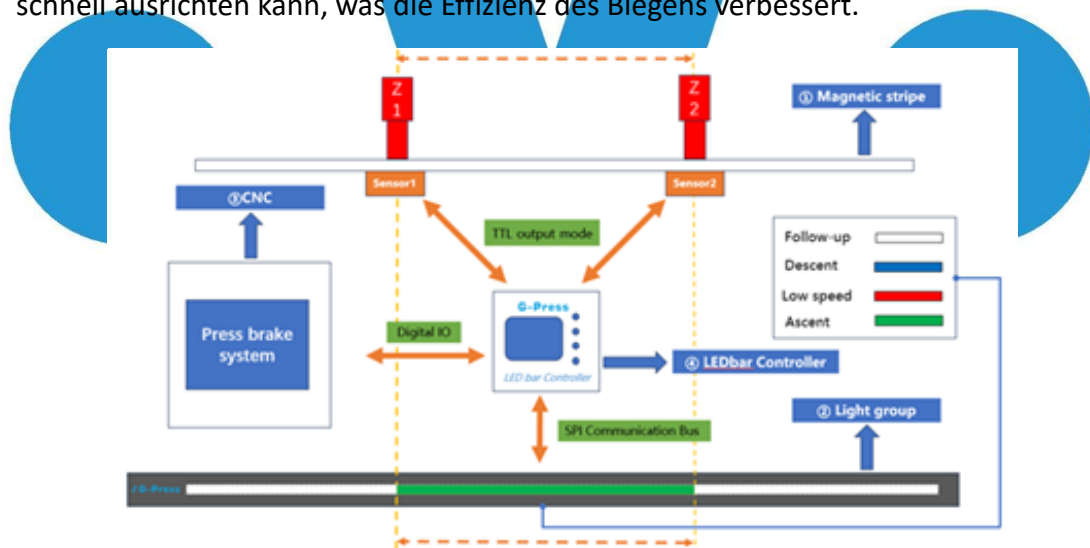 schnell ausrichten kann, was die Effizienz des Biegens verbessert.
Z
1
Z
2
① Magnetic stripe
Sensor1
Sensor2
③CNC
TTL output mode
Follow-up
Descent
Low speed
Ascent
G-Press
Press brake
system
Digital IO
LED bar Controller
④ LEDbar Controller
② Light group
SPI Communication Bus
G-Press